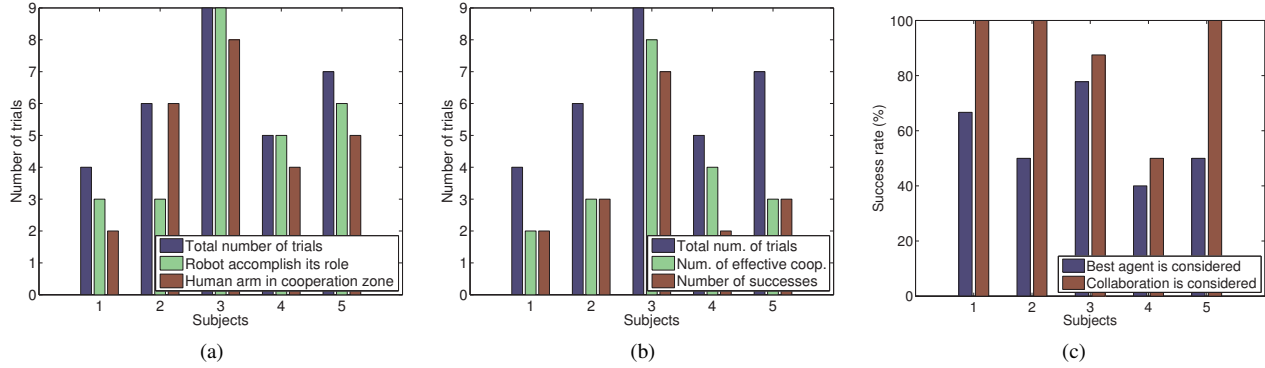 9
8
7
6
5
4
3
2
1
0
Number of trials
Total number of trials
Robot accomplish its role
Human arm in cooperation zone
1 2 3 4 5
Subjects
(a)
9
8
7
6
5
4
3
2
1
0
Number of trials
Total num. of trials
Num. of effective coop.
Number of successes
1 2 3 4 5
Subjects
(b)
100
80
60
40
20
0
Success rate (%)
Best agent is considered
Collaboration is considered
1 2 3 4 5
Subjects
(c)